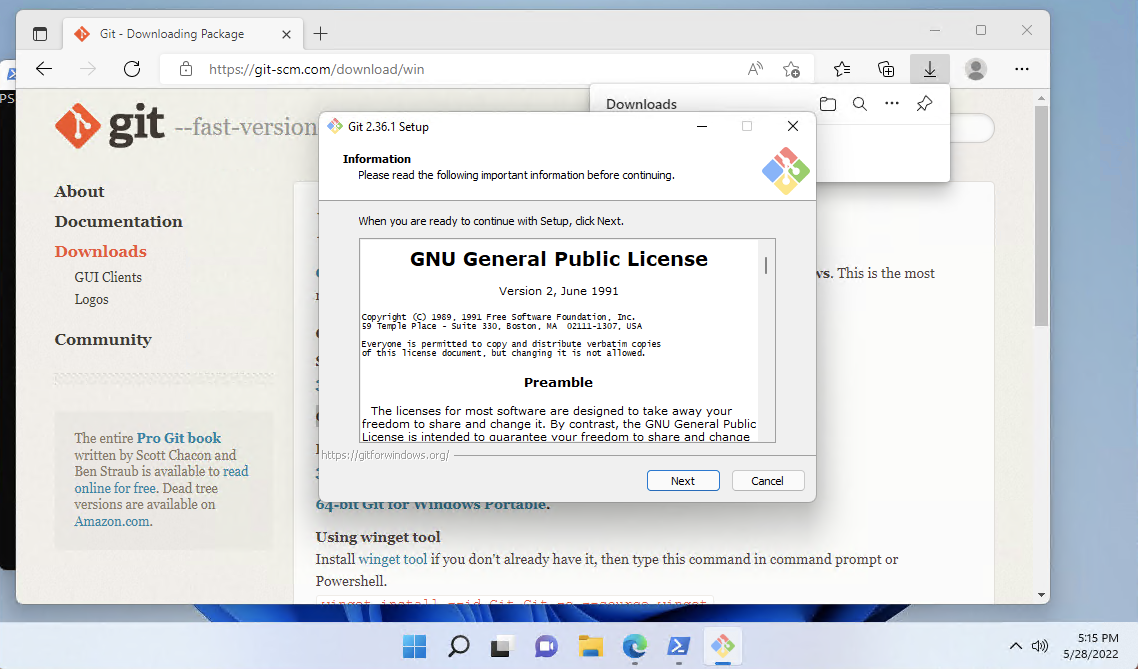 Git - Downloading Package
https://git-scm.com/download/win
PS
Downloads
git --fast-version
Git 2.36.1 Setup
Information
Please read the following important information before continuing.
When you are ready to continue with Setup, click Next.
GNU General Public License
Version 2, June 1991
Copyright (C) 1989, 1991 Free Software Foundation, Inc.
59 Temple Place - Suite 330, Boston, MA  02111-1307, USA
Everyone is permitted to copy and distribute verbatim copies
of this license document, but changing it is not allowed.
Preamble
The licenses for most software are designed to take away your
freedom to share and change it. By contrast, the GNU General Public
License is intended to guarantee your freedom to share and change
https://gitforwindows.org/
Next
Cancel
About
Documentation
Downloads
GUI Clients
Logos
Community
The entire Pro Git book
written by Scott Chacon and
Ben Straub is available to read
online for free. Dead tree
versions are available on
Amazon.com.
ws. This is the most
64-bit Git for Windows Portable.
Using winget tool
Install winget tool if you don't already have it, then type this command in command prompt or
Powershell.
winget install --id Git.Git -e --source winget
5:15 PM
5/28/2022